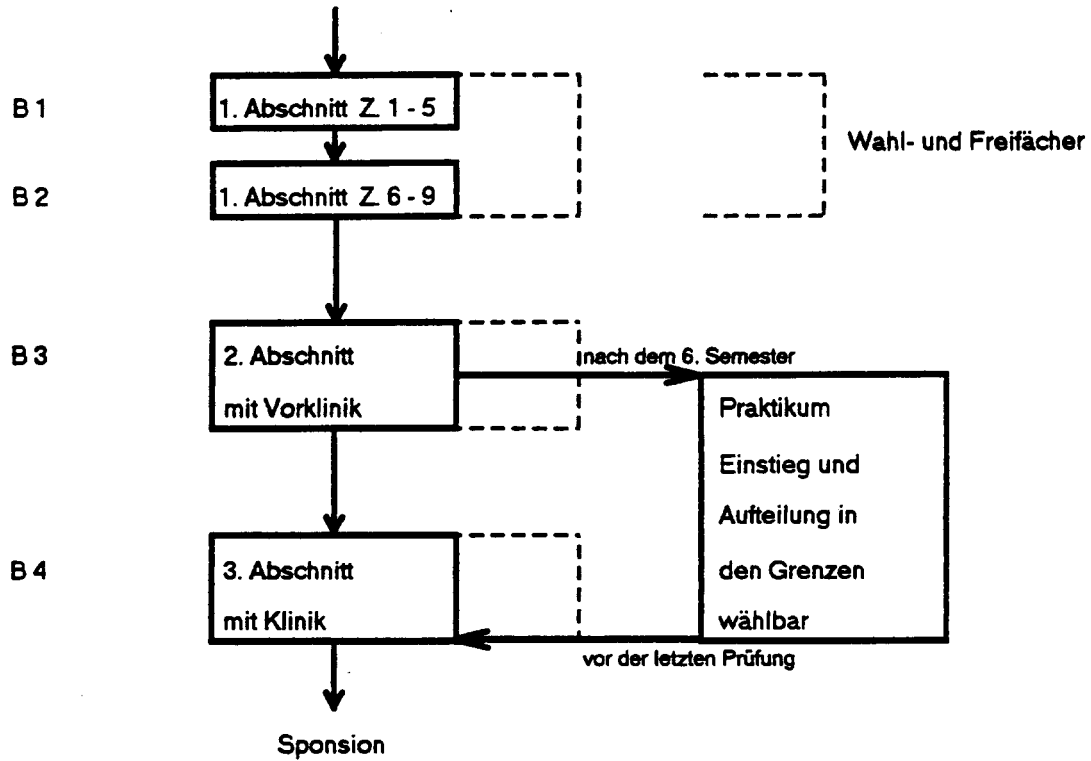 B 1
1. Abschnitt Z. 1 - 5
Wahl- und Freifächer
B 2
1. Abschnitt Z. 6 - 9
B 3
2. Abschnitt
mit Vorklinik
nach dem 6. Semester
Praktikum
Einstieg und
Aufteilung in
den Grenzen
wählbar
B 4
3. Abschnitt
mit Klinik
vor der letzten Prüfung
Sponsion